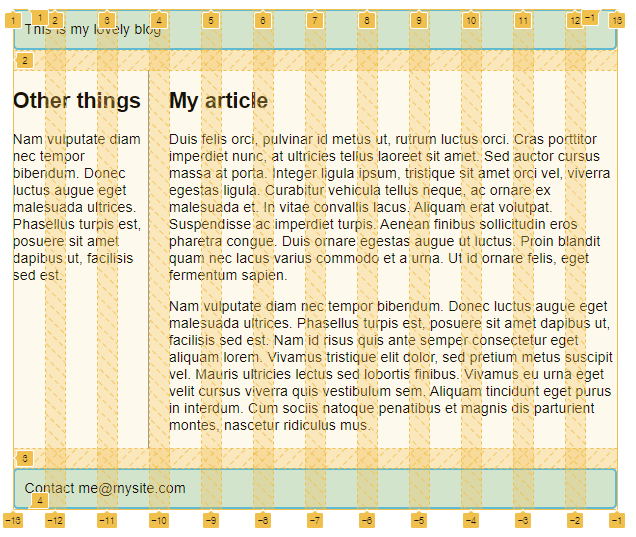 1 1 2 3 4 5 6 7 8 9 10 11 12 −1 13
This is my lovely blog
2
Other things
Nam vulputate diam
nec tempor
bibendum. Donec
luctus augue eget
malesuada ultrices.
Phasellus turpis est,
posuere sit amet
dapibus ut, facilisis
sed est.
My article
Duis felis orci, pulvinar id metus ut, rutrum luctus orci. Cras porttitor
imperdiet nunc, at ultricies tellus laoreet sit amet. Sed auctor cursus
massa at porta. Integer ligula ipsum, tristique sit amet orci vel, viverra
egestas ligula. Curabitur vehicula tellus neque, ac ornare ex
malesuada et. In vitae convallis lacus. Aliquam erat volutpat.
Suspendisse ac imperdiet turpis. Aenean finibus sollicitudin eros
pharetra congue. Duis ornare egestas augue ut luctus. Proin blandit
quam nec lacus varius commodo et a urna. Ut id ornare felis, eget
fermentum sapien.
Nam vulputate diam nec tempor bibendum. Donec luctus augue eget
malesuada ultrices. Phasellus turpis est, posuere sit amet dapibus ut,
facilisis sed est. Nam id risus quis ante semper consectetur eget
aliquam lorem. Vivamus tristique elit dolor, sed pretium metus suscipit
vel. Mauris ultricies lectus sed lobortis finibus. Vivamus eu urna eget
velit cursus viverra quis vestibulum sem. Aliquam tincidunt eget purus
in interdum. Cum sociis natoque penatibus et magnis dis parturient
montes, nascetur ridiculus mus.
3
Contact me@mysite.com
4
−13 −12 −11 −10 −9 −8 −7 −6 −5 −4 −3 −2 −1